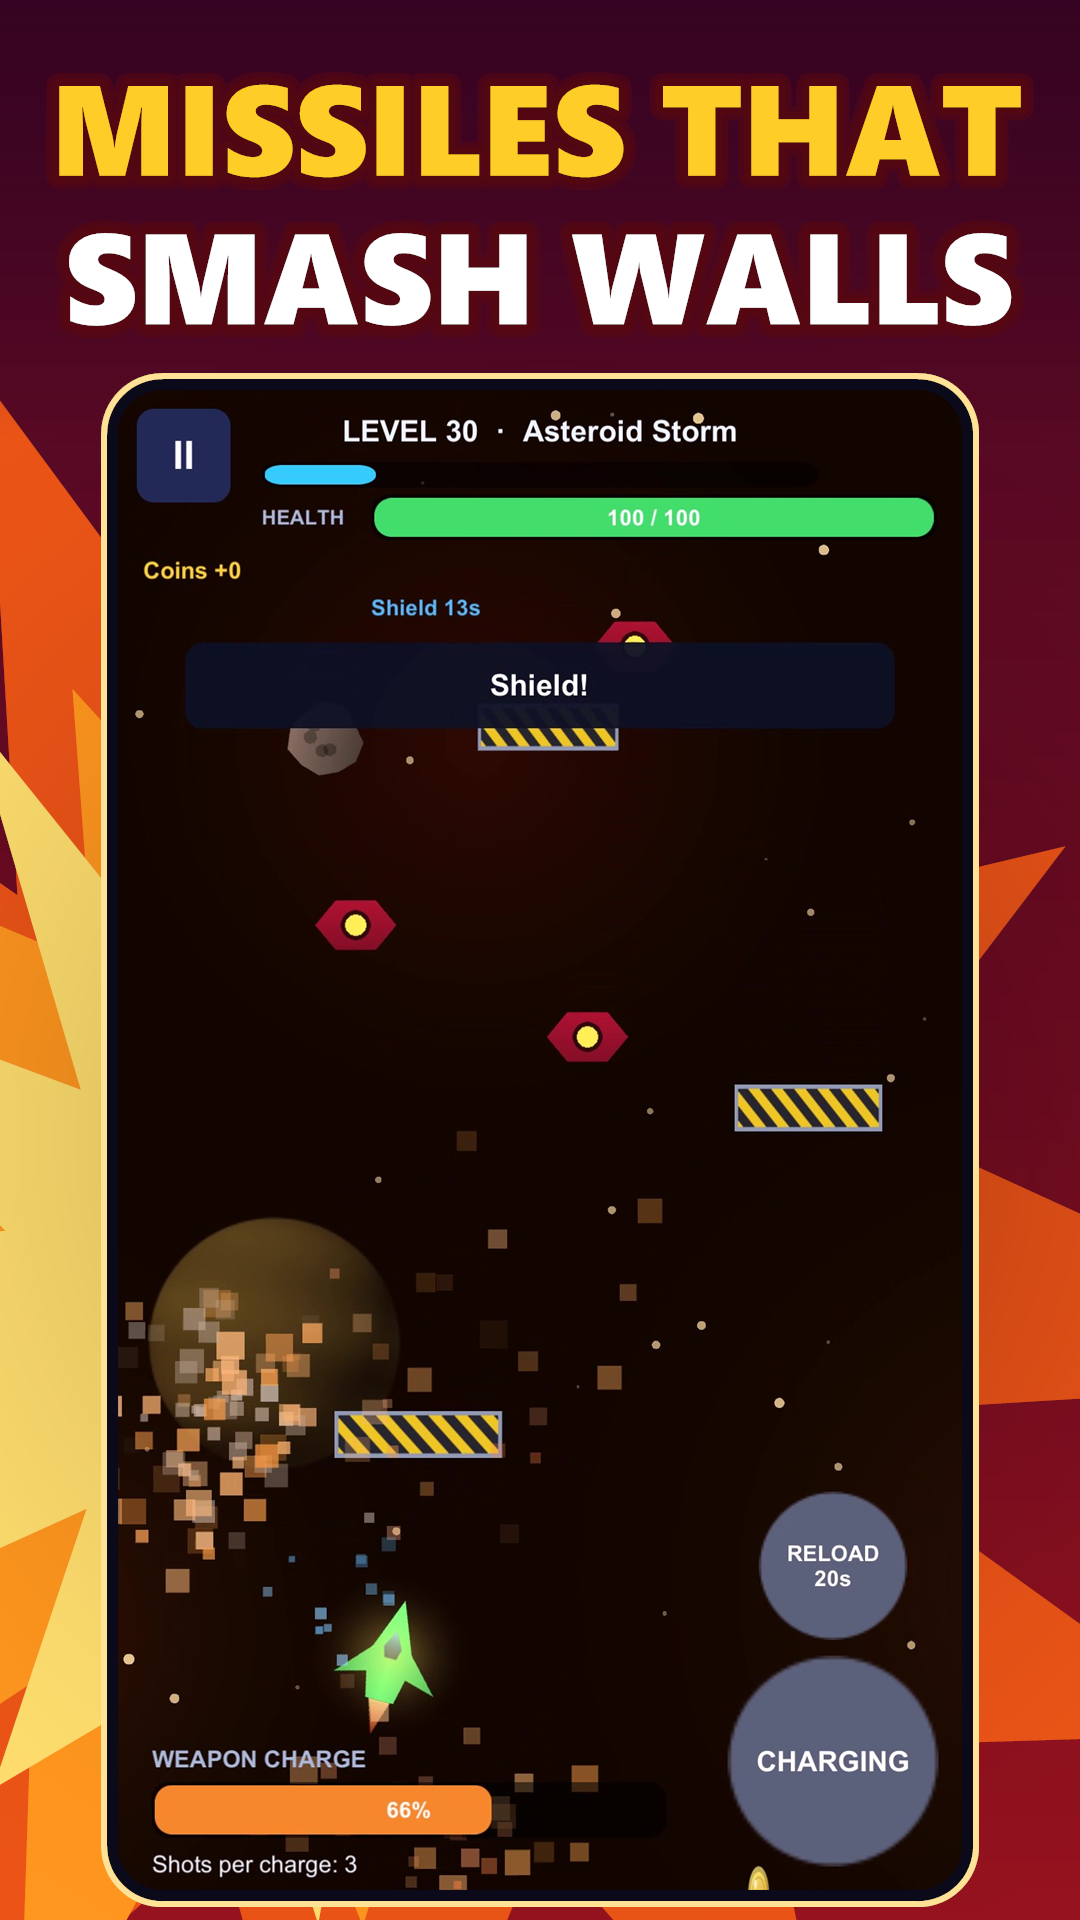 MISSILES THAT
SMASH WALLS
LEVEL 30 · Asteroid Storm
HEALTH
100 / 100
Coins +0
Shield 13s
Shield!
RELOAD
20s
CHARGING
WEAPON CHARGE
66%
Shots per charge: 3